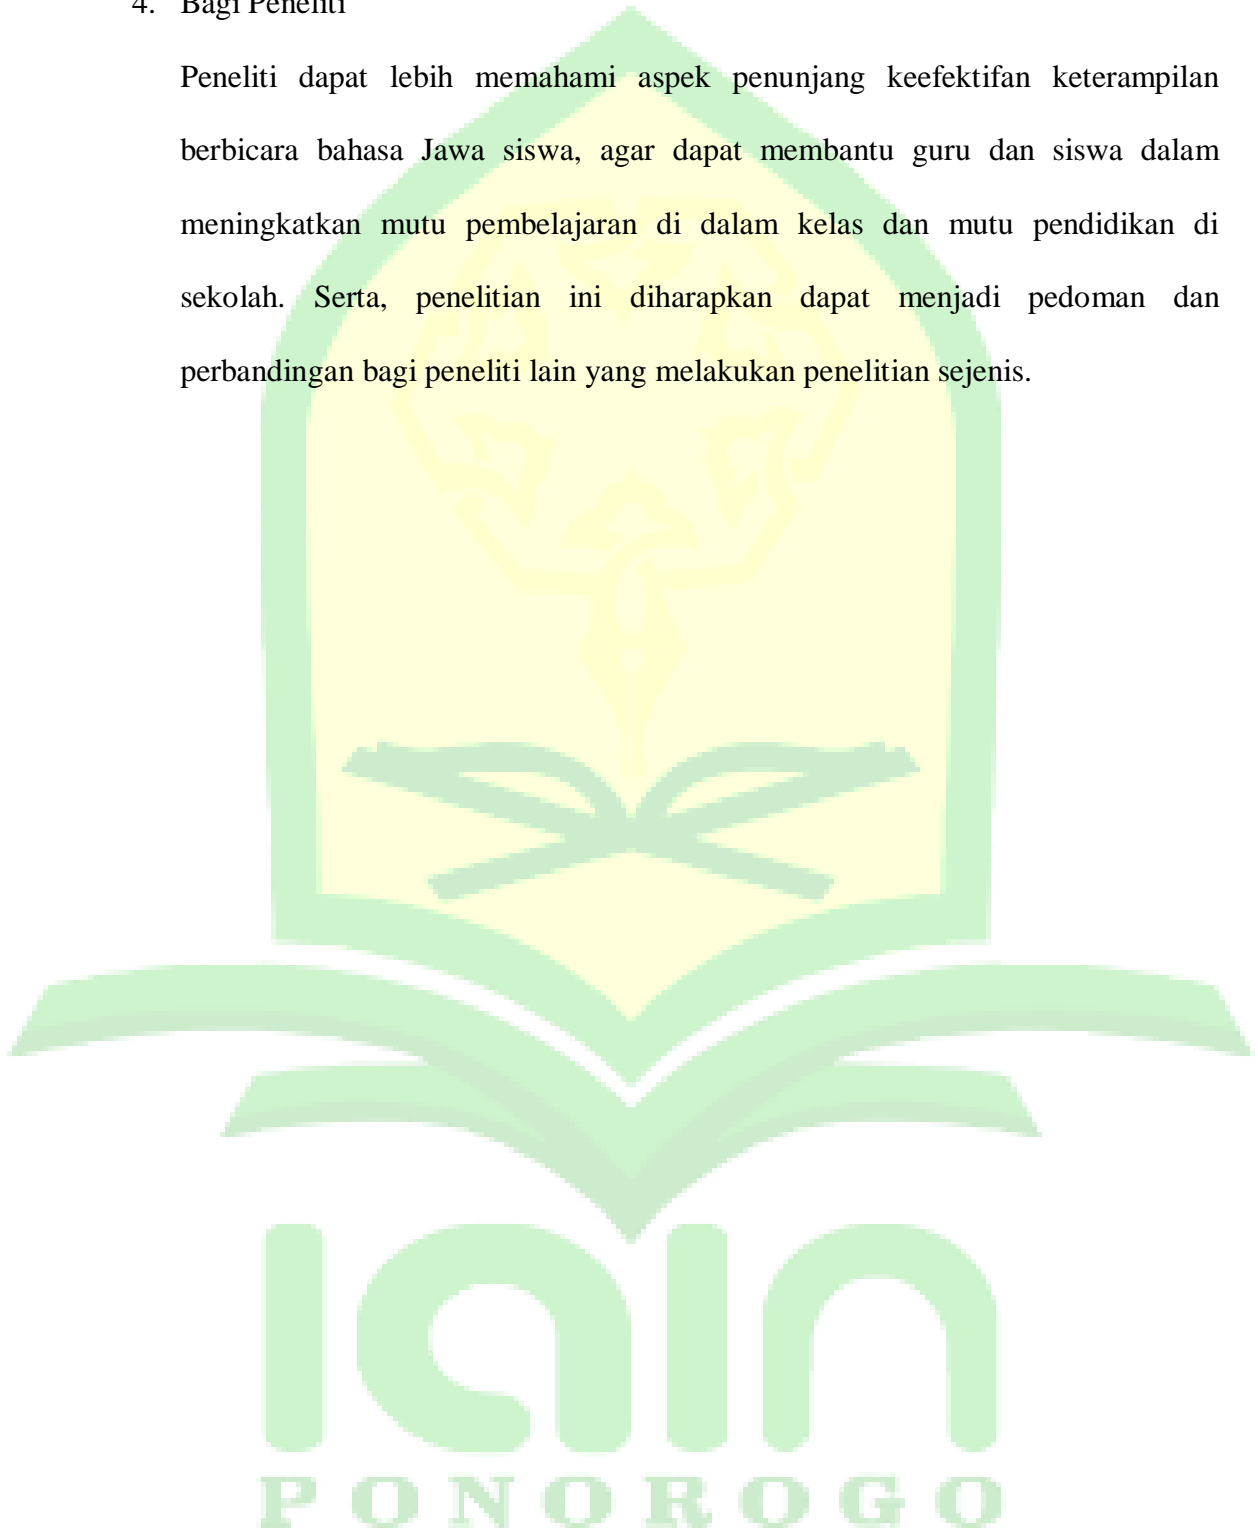 4. Bagi Peneliti
Peneliti dapat lebih memahami aspek penunjang keefektifan keterampilan
berbicara bahasa Jawa siswa, agar dapat membantu guru dan siswa dalam
meningkatkan mutu pembelajaran di dalam kelas dan mutu pendidikan di
sekolah. Serta, penelitian ini diharapkan dapat menjadi pedoman dan
perbandingan bagi peneliti lain yang melakukan penelitian sejenis.
iain
PONOROGO